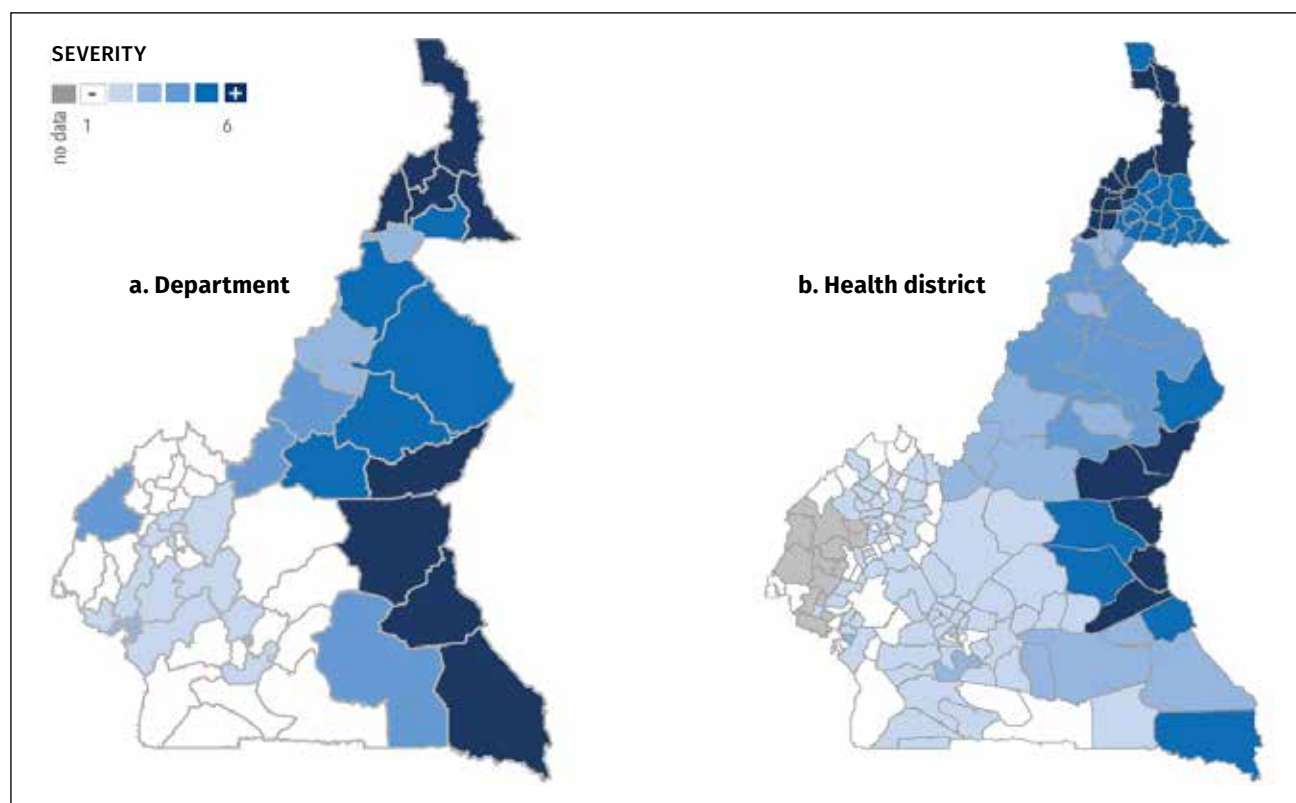 SEVERITY
- +
no data 1 6
a. Department
b. Health district